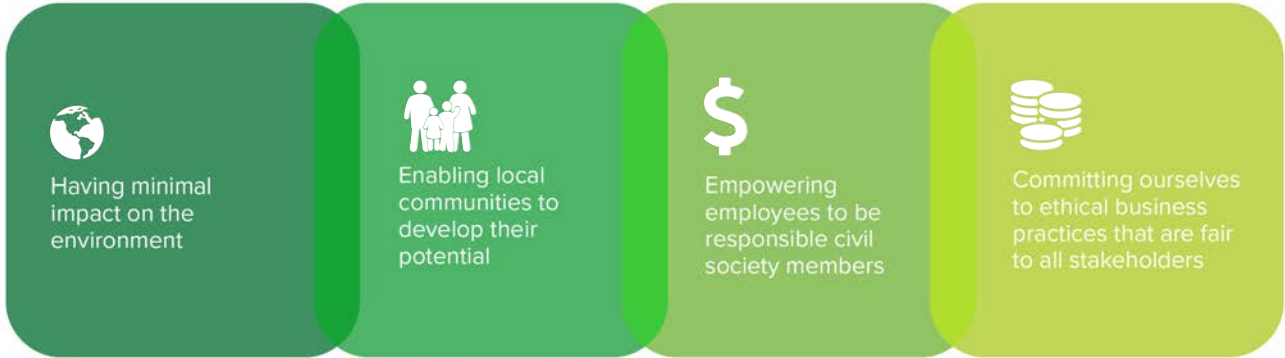 Having minimal
impact on the
environment
Enabling local
communities to
develop their
potential
Empowering
employees to be
responsible civil
society members
Committing ourselves
to ethical business
practices that are fair
to all stakeholders